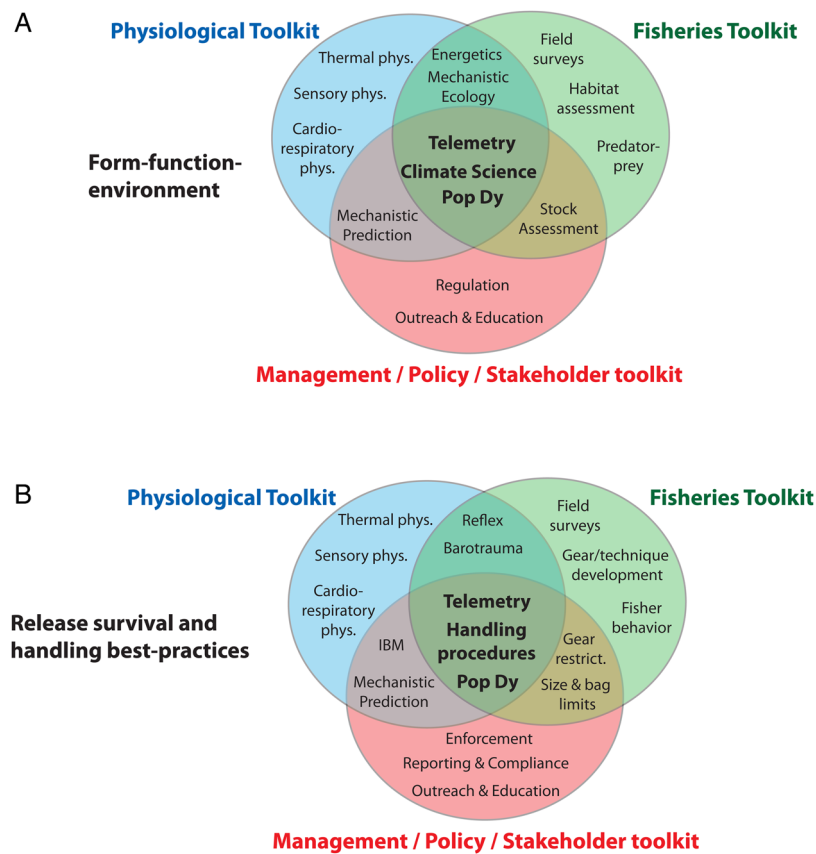 A
Physiological Toolkit
Fisheries Toolkit
Thermal phys.
Energetics
Field
surveys
Mechanistic
Ecology
Sensory phys.
Habitat
assessment
Cardio-
respiratory
phys.
Telemetry
Climate Science
Pop Dy
Predator-
prey
Form-function-
environment
Mechanistic
Prediction
Stock
Assessment
Regulation
Outreach & Education
Management / Policy / Stakeholder toolkit
B
Physiological Toolkit
Fisheries Toolkit
Thermal phys.
Reflex
Field
surveys
Sensory phys.
Barotrauma
Gear/technique
development
Cardio-
respiratory
phys.
Telemetry
Handling
procedures
Pop Dy
Fisher
behavior
Release survival and
handling best-practices
IBM
Mechanistic
Prediction
Gear
restrict.
Size & bag
limits
Enforcement
Reporting & Compliance
Outreach & Education
Management / Policy / Stakeholder toolkit